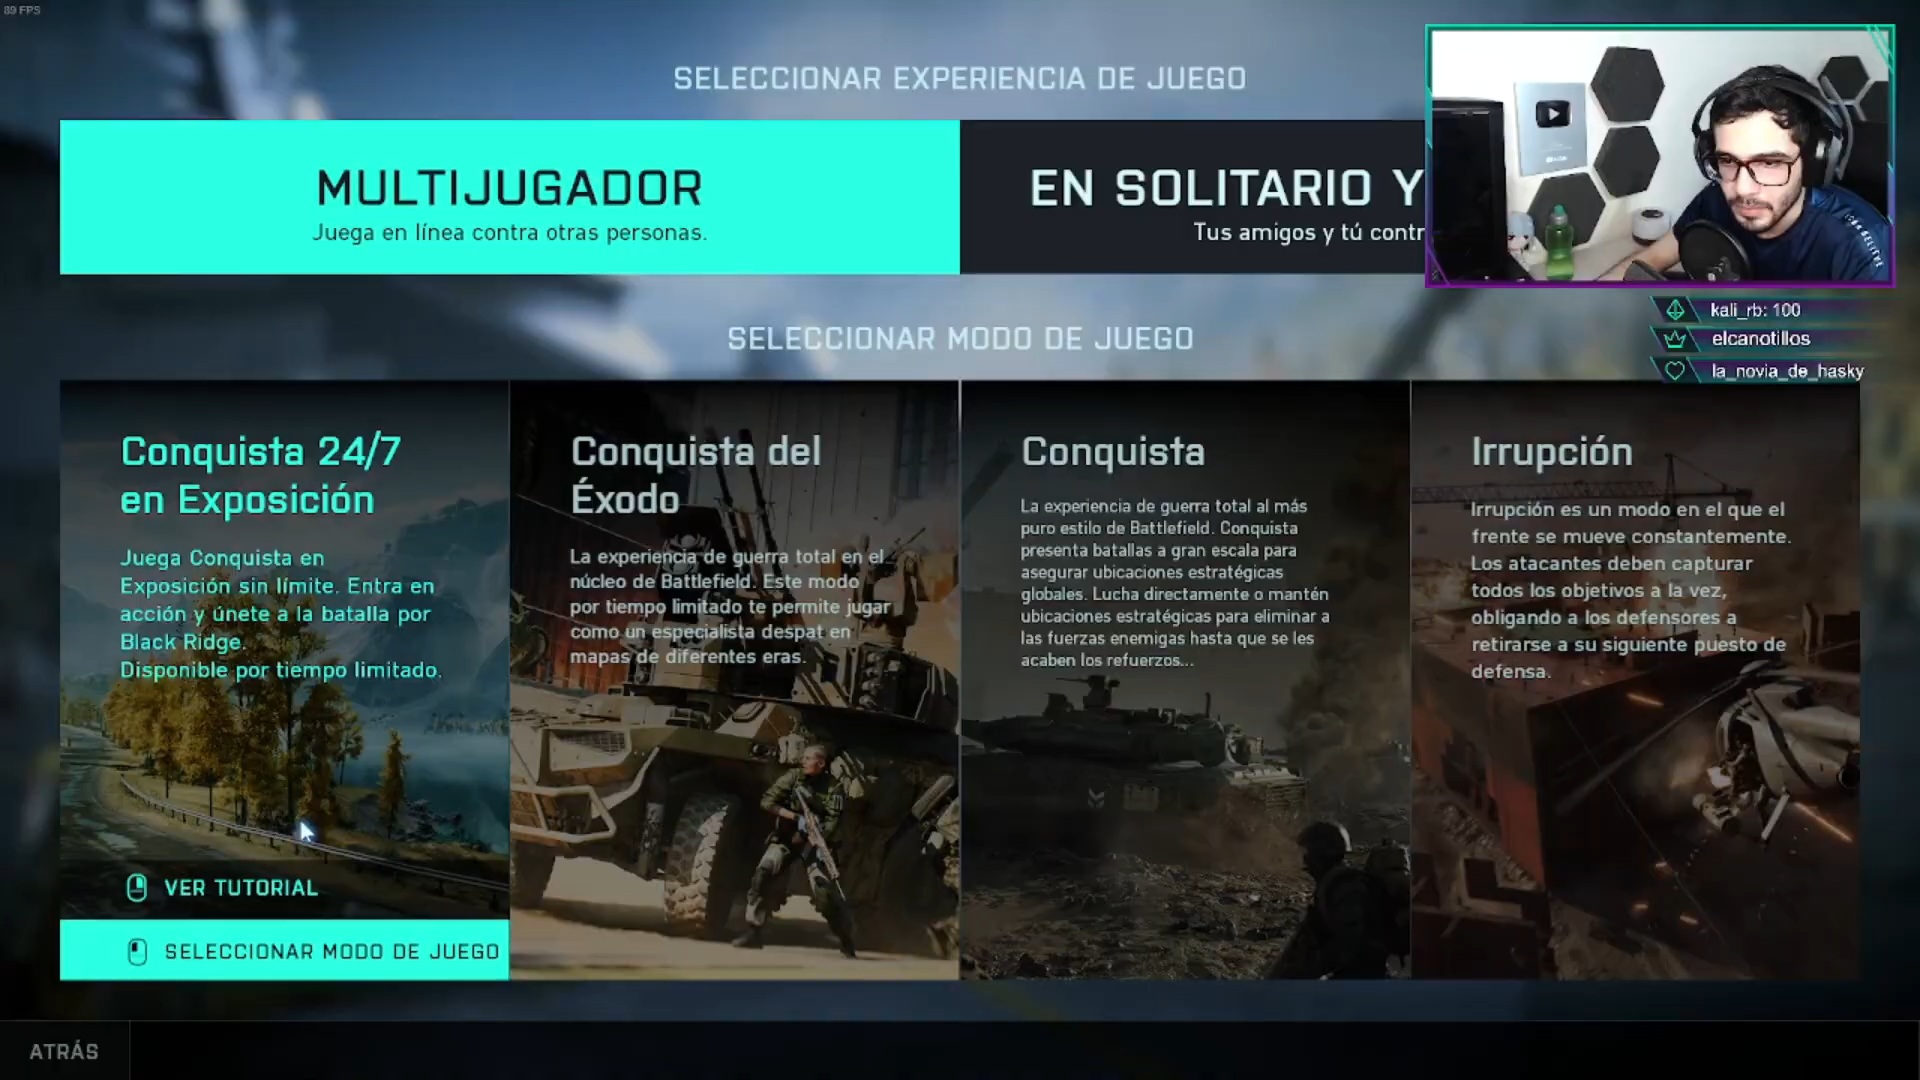 89 FPS
SELECCIONAR EXPERIENCIA DE JUEGO
MULTIJUGADOR
Juega en línea contra otras personas.
EN SOLITARIO Y
Tus amigos y tú contr
kali_rb: 100
elcanotillos
la_novia_de_hasky
SELECCIONAR MODO DE JUEGO
Conquista 24/7
en Exposición
Juega Conquista en
Exposición sin límite. Entra en
acción y únete a la batalla por
Black Ridge.
Disponible por tiempo limitado.
VER TUTORIAL
SELECCIONAR MODO DE JUEGO
Conquista del
Éxodo
La experiencia de guerra total en el
núcleo de Battlefield. Este modo
por tiempo limitado te permite jugar
como un especialista despat en
mapas de diferentes eras.
Conquista
La experiencia de guerra total al más
puro estilo de Battlefield. Conquista
presenta batallas a gran escala para
asegurar ubicaciones estratégicas
globales. Lucha directamente o mantén
ubicaciones estratégicas para eliminar a
las fuerzas enemigas hasta que se les
acaben los refuerzos...
Irrupción
Irrupción es un modo en el que el
frente se mueve constantemente.
Los atacantes deben capturar
todos los objetivos a la vez,
obligando a los defensores a
retirarse a su siguiente puesto de
defensa.
ATRÁS